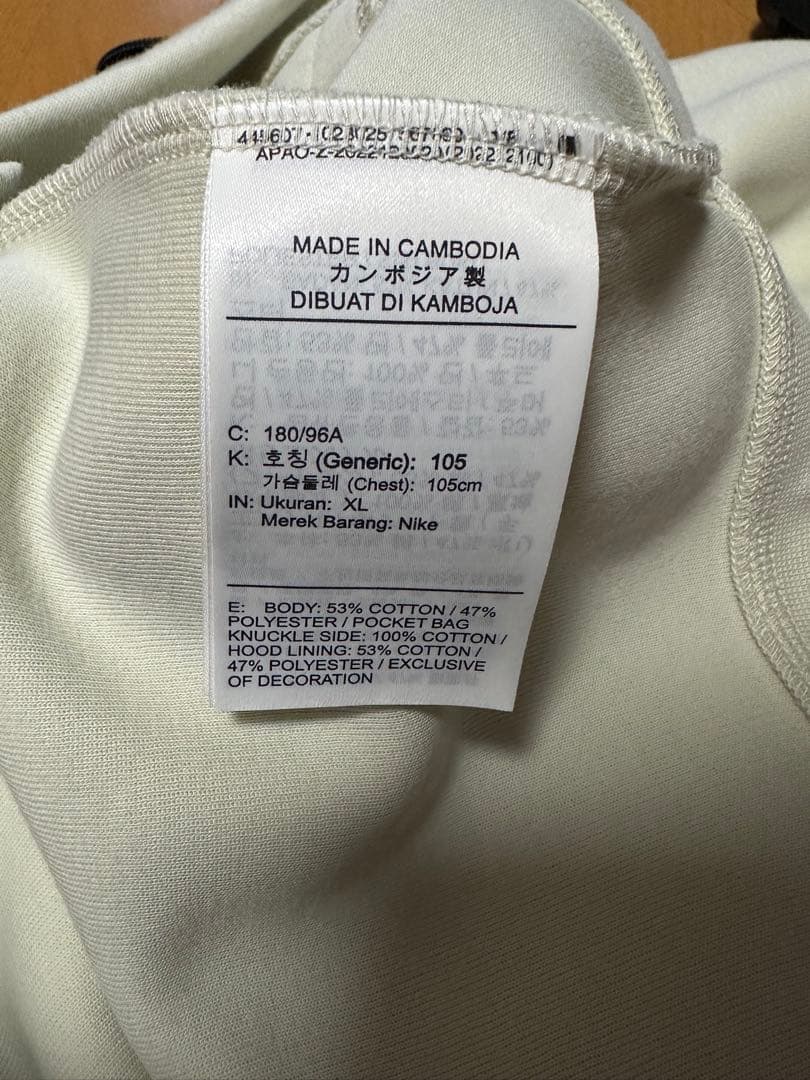 MADE IN CAMBODIA
カンボジア製
DIBUAT DI KAMBOJA
C: 180/96A
K: 호칭 (Generic): 105
가슴둘레 (Chest): 105cm
IN: Ukuran: XL
Merek Barang: Nike
E: BODY: 53% COTTON / 47%
POLYESTER / POCKET BAG
KNUCKLE SIDE: 100% COTTON /
HOOD LINING: 53% COTTON /
47% POLYESTER / EXCLUSIVE
OF DECORATION